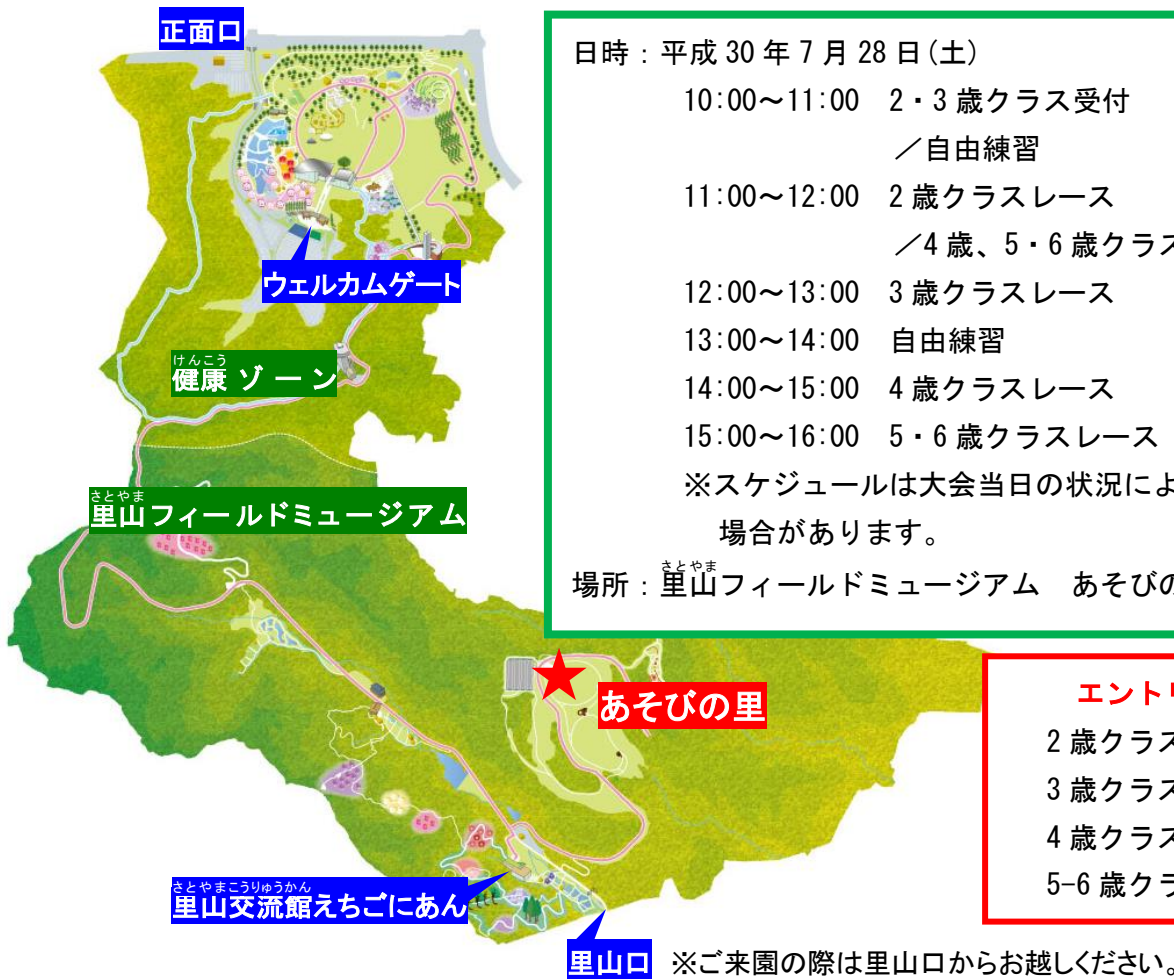 正面口
日時：平成 30 年 7 月 28 日(土)
10:00～11:00　2・3 歳クラス受付
／自由練習
11:00～12:00　2 歳クラスレース
／4 歳、5・6 歳クラス
12:00～13:00　3 歳クラスレース
13:00～14:00　自由練習
14:00～15:00　4 歳クラスレース
15:00～16:00　5・6 歳クラスレース
※スケジュールは大会当日の状況によ
場合があります。
さとやま
場所：里山フィールドミュージアム　あそびの
ウェルカムゲート
けんこう
健康 ゾーン
さとやま
里山フィールドミュージアム
あそびの里
エントリ
2 歳クラス
3 歳クラス
4 歳クラス
5-6 歳クラ
さとやまこうりゅうかん
里山交流館えちごにあん
里山口　※ご来園の際は里山口からお越しください。